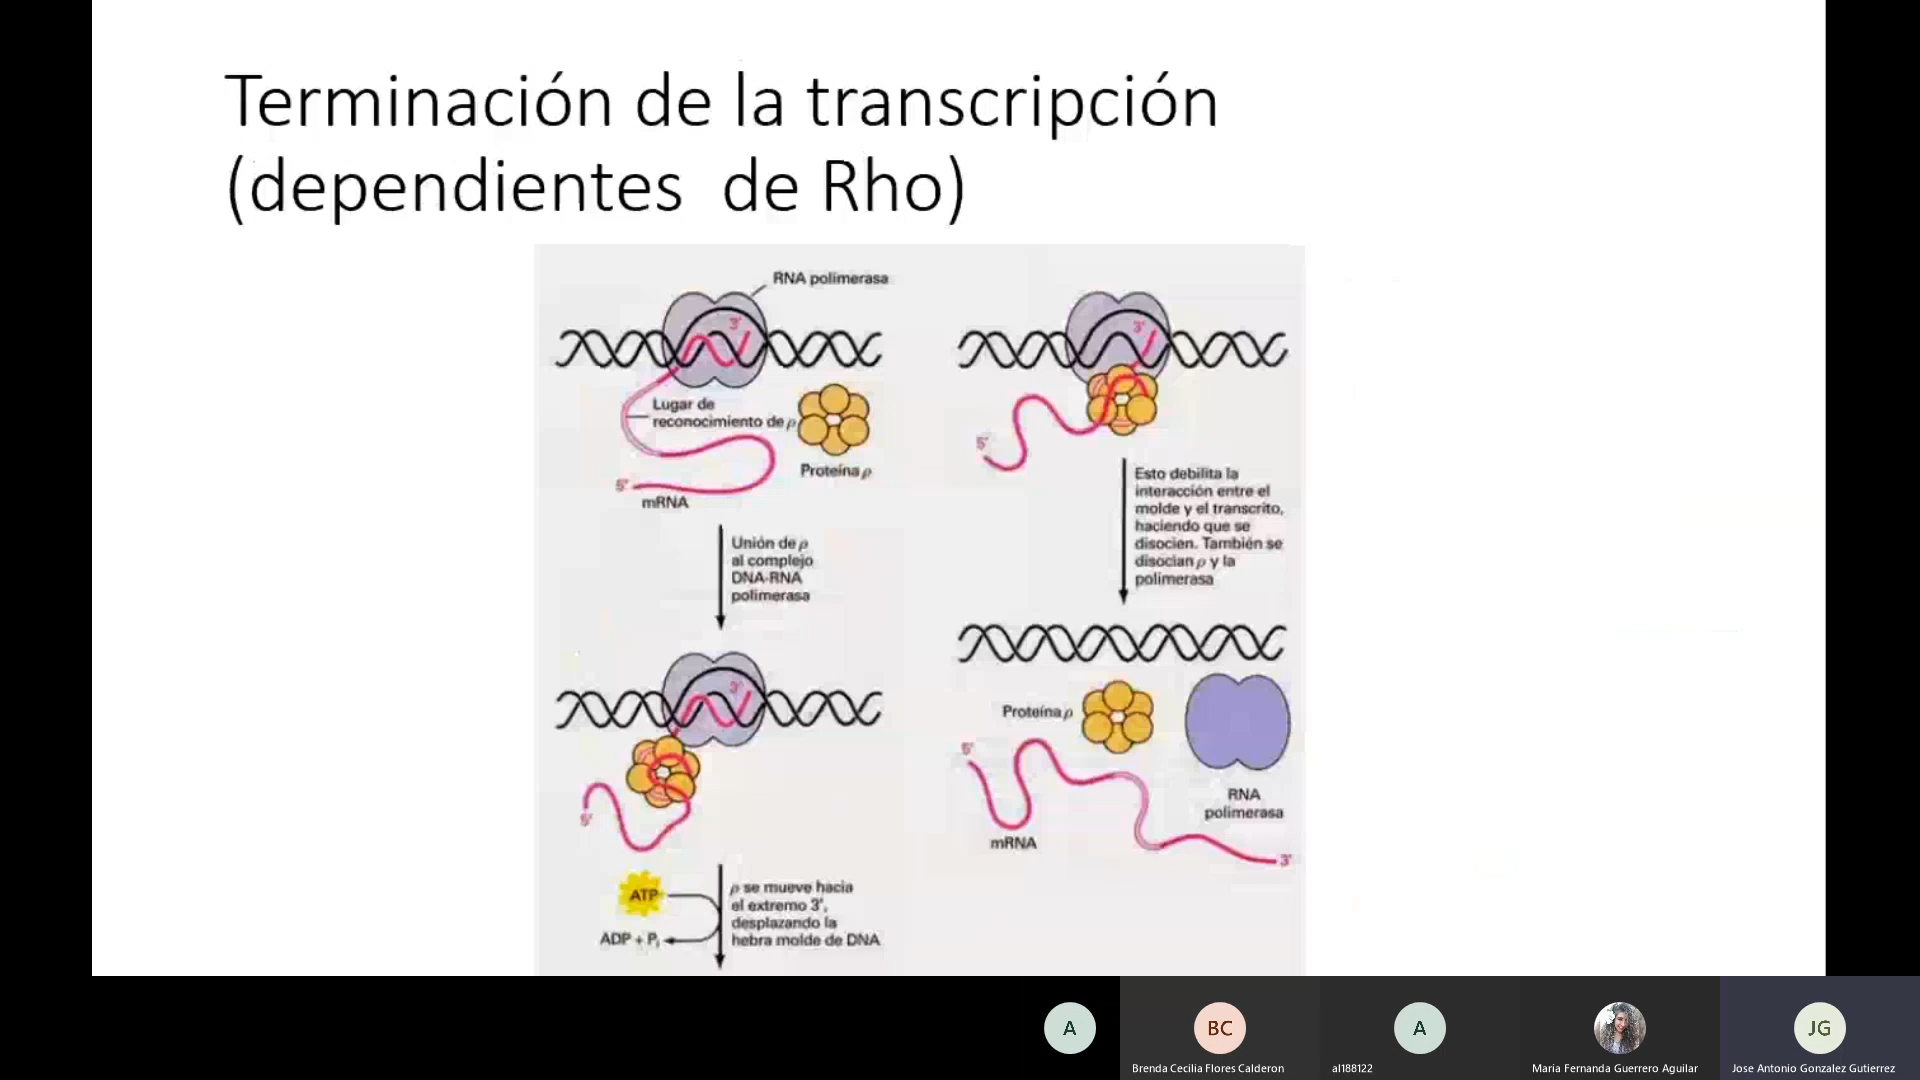 Terminación de la transcripción
(dependientes de Rho)
RNA polimerasa
3'
Lugar de
reconocimiento de ρ
Proteína ρ
5'
mRNA
Unión de ρ
al complejo
DNA-RNA
polimerasa
3'
5'
ATP
ADP + Pi
ρ se mueve hacia
el extremo 3',
desplazando la
hebra molde de DNA
3'
5'
Esto debilita la
interacción entre el
molde y el transcrito,
haciendo que se
disocien. También se
disocian ρ y la
polimerasa
Proteína ρ
5'
RNA
polimerasa
mRNA
3'
A
BC
Brenda Cecilia Flores Calderon
A
al188122
Maria Fernanda Guerrero Aguilar
JG
Jose Antonio Gonzalez Gutierrez